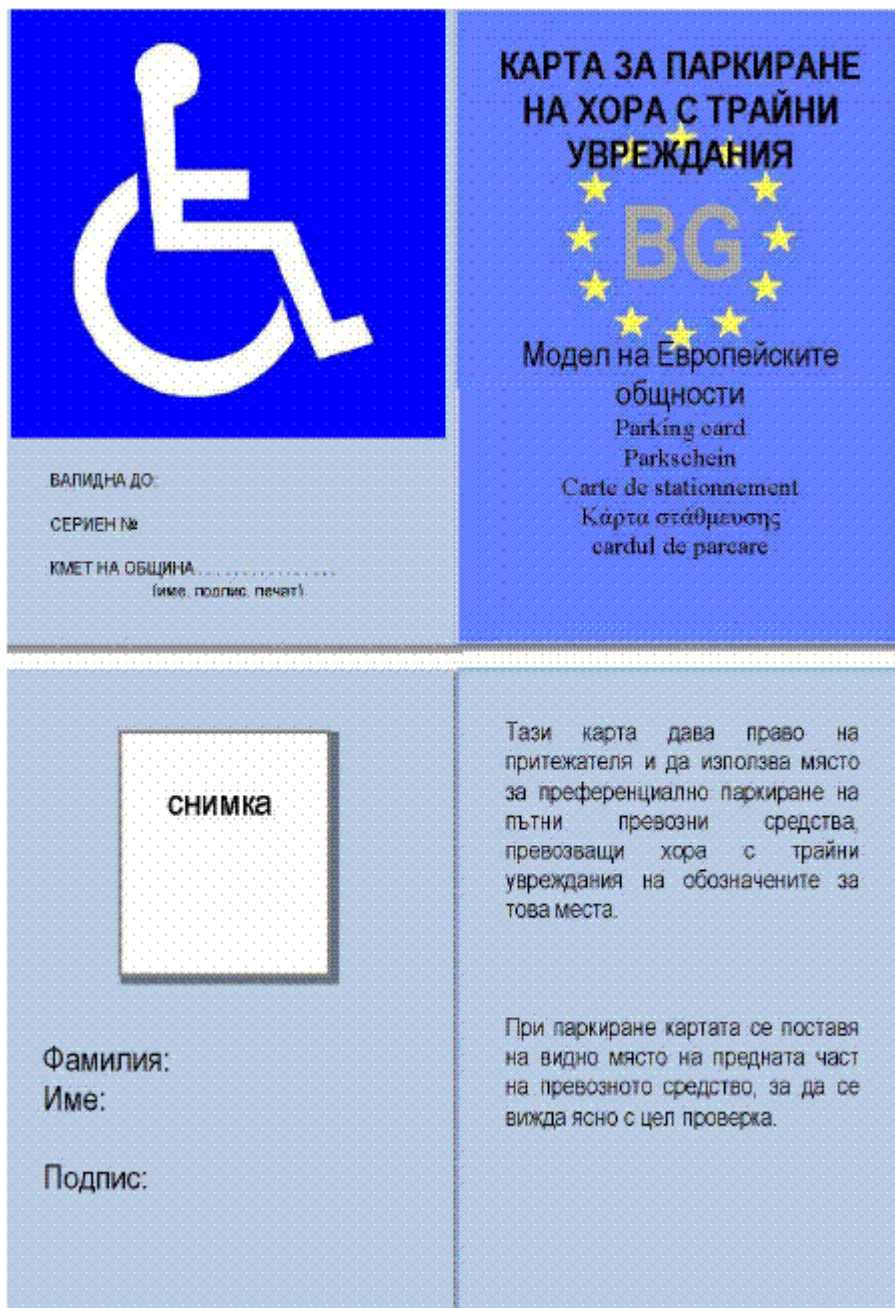 ВАЛИДНА ДО:
СЕРИЕН №
КМЕТ НА ОБЩИНА . . . . . . . . . . . . . . . . .
(име, подпис, печат)
КАРТА ЗА ПАРКИРАНЕ
НА ХОРА С ТРАЙНИ
УВРЕЖДАНИЯ
BG
Модел на Европейските
общности
Parking card
Parkschein
Carte de stationnement
Κάρτα στάθμευσης
cardul de parcare
снимка
Фамилия:
Име:
Подпис:
Тази карта дава право на
притежателя и да използва място
за преференциално паркиране на
пътни превозни средства,
превозващи хора с трайни
увреждания на обозначените за
това места.
При паркиране картата се поставя
на видно място на предната част
на превозното средство, за да се
вижда ясно с цел проверка.